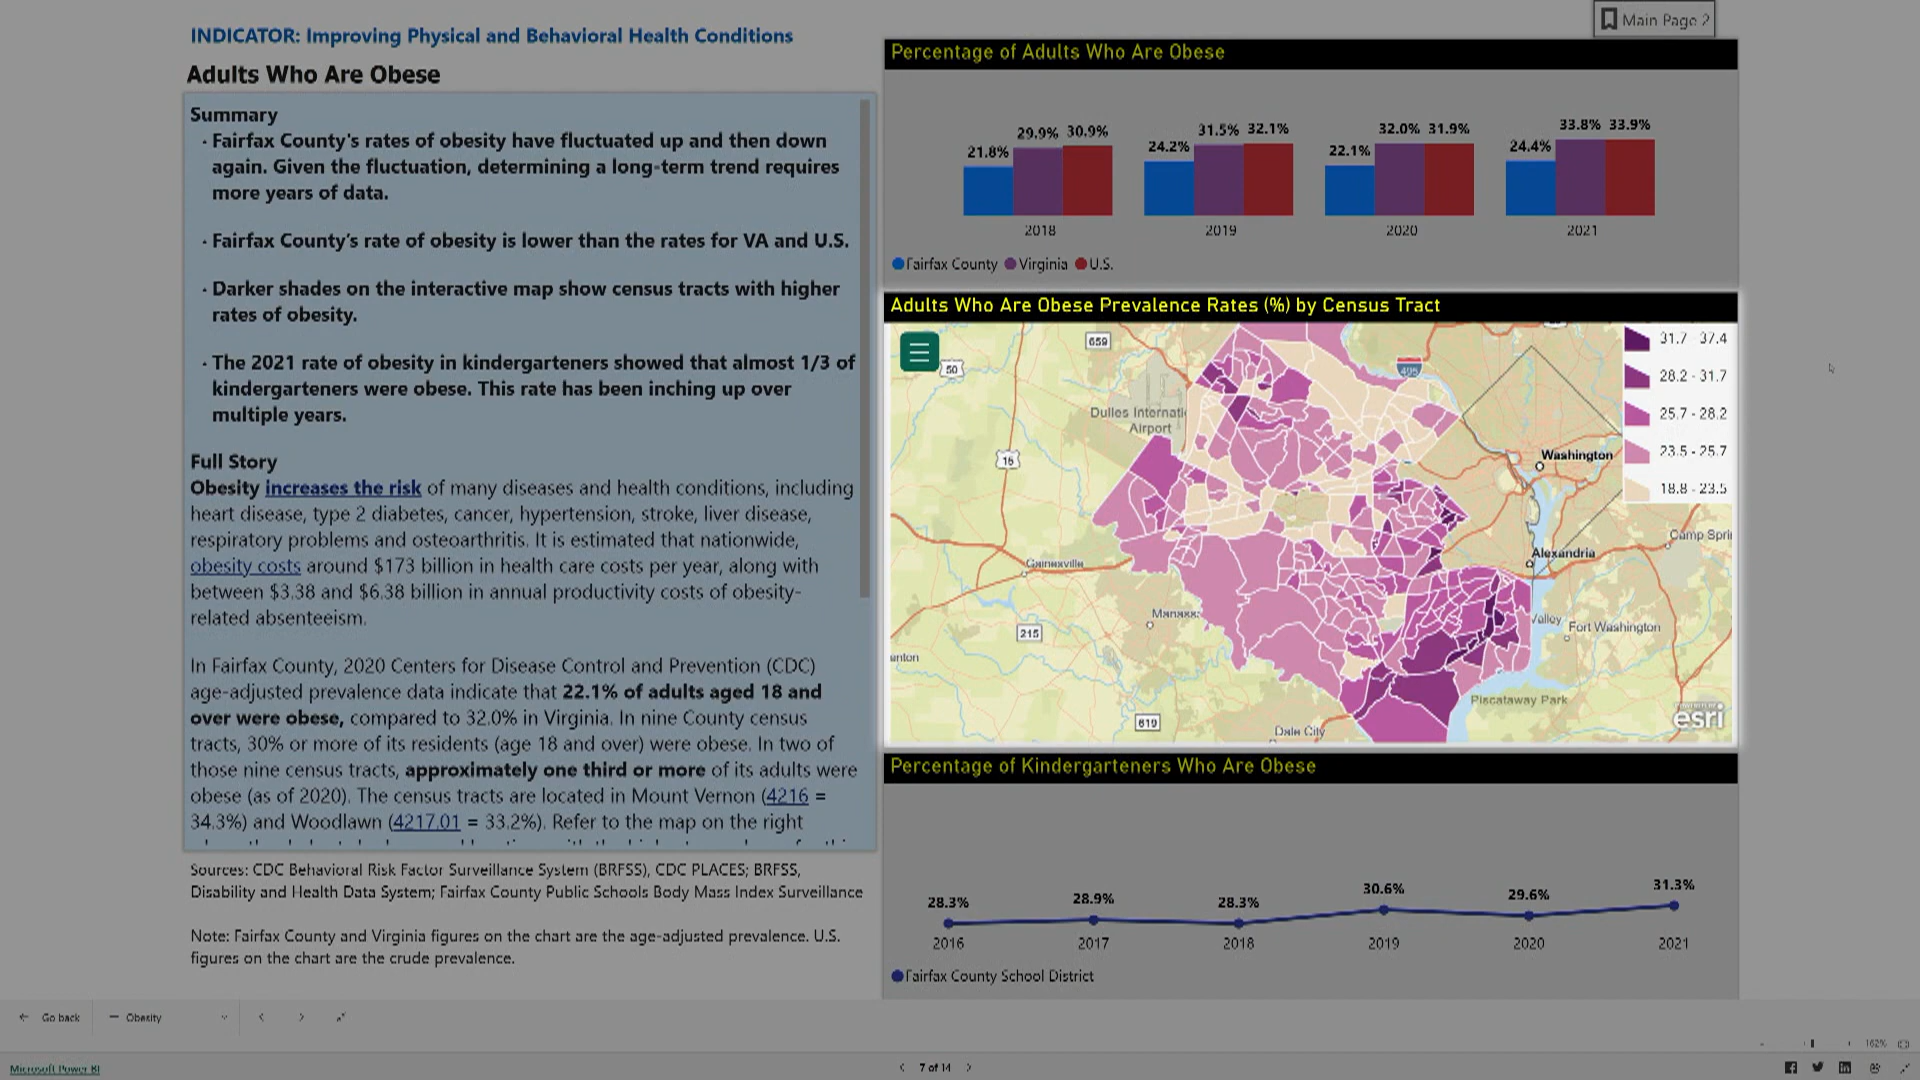 Main Page 2
INDICATOR: Improving Physical and Behavioral Health Conditions
Adults Who Are Obese
Summary
· Fairfax County's rates of obesity have fluctuated up and then down
again. Given the fluctuation, determining a long-term trend requires
more years of data.
· Fairfax County's rate of obesity is lower than the rates for VA and U.S.
· Darker shades on the interactive map show census tracts with higher
rates of obesity.
· The 2021 rate of obesity in kindergarteners showed that almost 1/3 of
kindergarteners were obese. This rate has been inching up over
multiple years.
Full Story
Obesity increases the risk of many diseases and health conditions, including
heart disease, type 2 diabetes, cancer, hypertension, stroke, liver disease,
respiratory problems and osteoarthritis. It is estimated that nationwide,
obesity costs around $173 billion in health care costs per year, along with
between $3.38 and $6.38 billion in annual productivity costs of obesity-
related absenteeism.
In Fairfax County, 2020 Centers for Disease Control and Prevention (CDC)
age-adjusted prevalence data indicate that 22.1% of adults aged 18 and
over were obese, compared to 32.0% in Virginia. In nine County census
tracts, 30% or more of its residents (age 18 and over) were obese. In two of
those nine census tracts, approximately one third or more of its adults were
obese (as of 2020). The census tracts are located in Mount Vernon (4216 =
34.3%) and Woodlawn (4217.01 = 33.2%). Refer to the map on the right
Sources: CDC Behavioral Risk Factor Surveillance System (BRFSS), CDC PLACES; BRFSS,
Disability and Health Data System; Fairfax County Public Schools Body Mass Index Surveillance
Note: Fairfax County and Virginia figures on the chart are the age-adjusted prevalence. U.S.
figures on the chart are the crude prevalence.
Percentage of Adults Who Are Obese
21.8% 29.9% 30.9% 24.2% 31.5% 32.1% 22.1% 32.0% 31.9% 24.4% 33.8% 33.9%
2018 2019 2020 2021
Fairfax County Virginia U.S.
Adults Who Are Obese Prevalence Rates (%) by Census Tract
31.7 37.4
28.2 - 31.7
25.7 - 28.2
23.5 - 25.7
18.8 - 23.5
659
50
495
Dulles Internati
Airport
15
Washington
Alexandria
Camp Spri
Gainesville
Manass
215
Valley
Fort Washington
enton
Piscataway Park
619
Dale City
POWERED BY
esri
Percentage of Kindergarteners Who Are Obese
28.3% 28.9% 28.3% 30.6% 29.6% 31.3%
2016 2017 2018 2019 2020 2021
Fairfax County School District
Go back
Obesity
162%
Microsoft Power BI
7 of 14